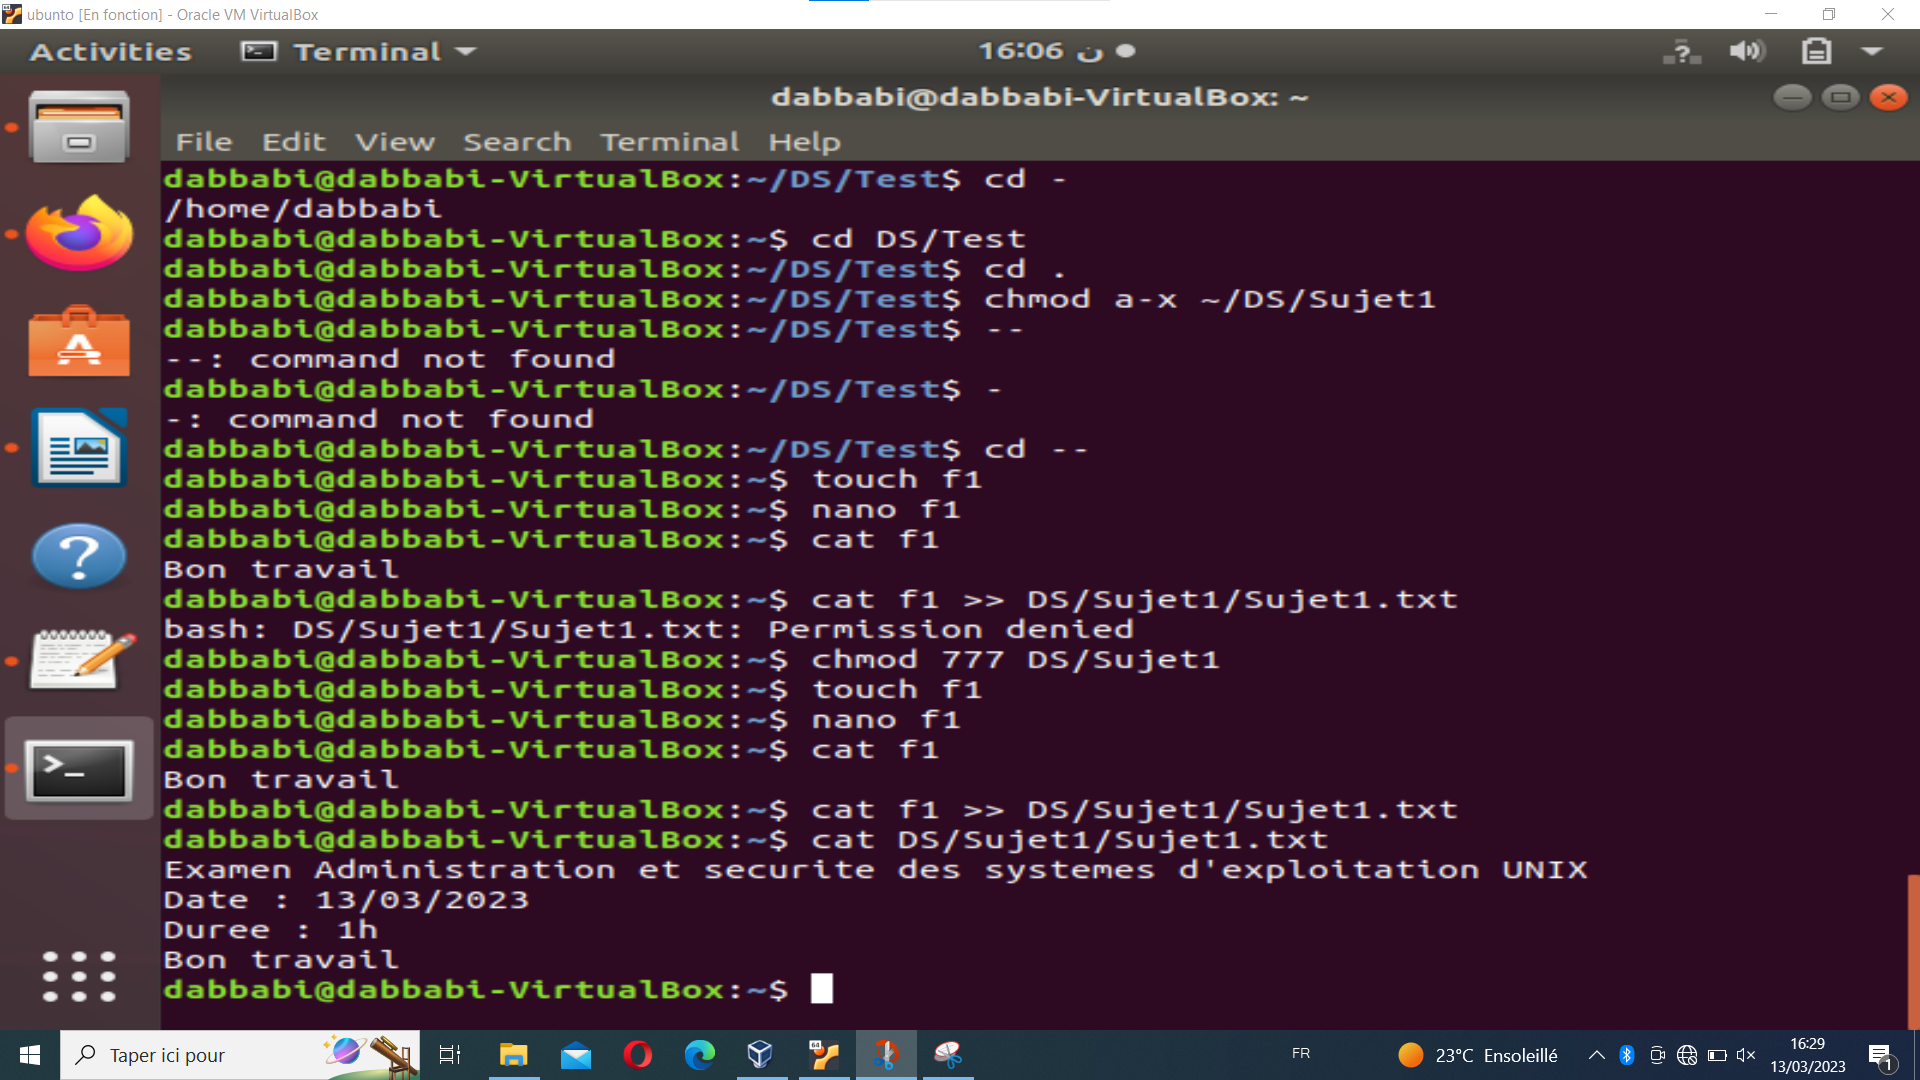 ubunto [En fonction] - Oracle VM VirtualBox
Activities Terminal 16:06 ن
dabbabi@dabbabi-VirtualBox: ~
File Edit View Search Terminal Help
dabbabi@dabbabi-VirtualBox:~/DS/Test$ cd -
/home/dabbabi
dabbabi@dabbabi-VirtualBox:~$ cd DS/Test
dabbabi@dabbabi-VirtualBox:~/DS/Test$ cd .
dabbabi@dabbabi-VirtualBox:~/DS/Test$ chmod a-x ~/DS/Sujet1
dabbabi@dabbabi-VirtualBox:~/DS/Test$ --
--: command not found
dabbabi@dabbabi-VirtualBox:~/DS/Test$ -
-: command not found
dabbabi@dabbabi-VirtualBox:~/DS/Test$ cd --
dabbabi@dabbabi-VirtualBox:~$ touch f1
dabbabi@dabbabi-VirtualBox:~$ nano f1
dabbabi@dabbabi-VirtualBox:~$ cat f1
Bon travail
dabbabi@dabbabi-VirtualBox:~$ cat f1 >> DS/Sujet1/Sujet1.txt
bash: DS/Sujet1/Sujet1.txt: Permission denied
dabbabi@dabbabi-VirtualBox:~$ chmod 777 DS/Sujet1
dabbabi@dabbabi-VirtualBox:~$ touch f1
dabbabi@dabbabi-VirtualBox:~$ nano f1
dabbabi@dabbabi-VirtualBox:~$ cat f1
Bon travail
dabbabi@dabbabi-VirtualBox:~$ cat f1 >> DS/Sujet1/Sujet1.txt
dabbabi@dabbabi-VirtualBox:~$ cat DS/Sujet1/Sujet1.txt
Examen Administration et securite des systemes d'exploitation UNIX
Date : 13/03/2023
Duree : 1h
Bon travail
dabbabi@dabbabi-VirtualBox:~$
Taper ici pour FR 23°C Ensoleillé 16:29
13/03/2023 1